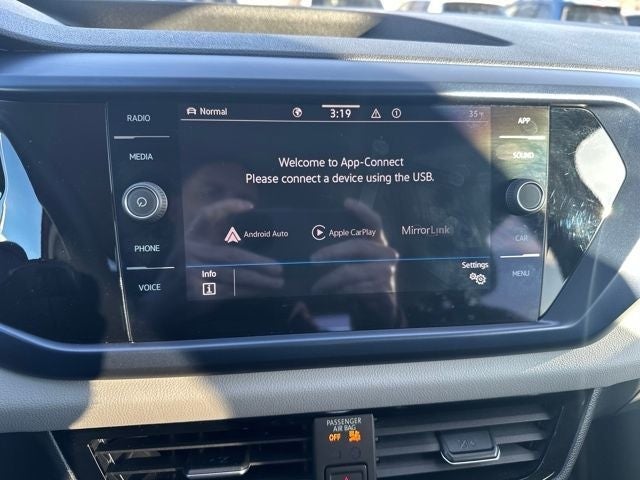 RADIO
MEDIA
PHONE
VOICE
Normal
3:19
35°F
Welcome to App-Connect
Please connect a device using the USB.
Android Auto
Apple CarPlay
MirrorLink
Info
Settings
APP
SOUND
CAR
MENU
PASSENGER
AIR BAG
OFF